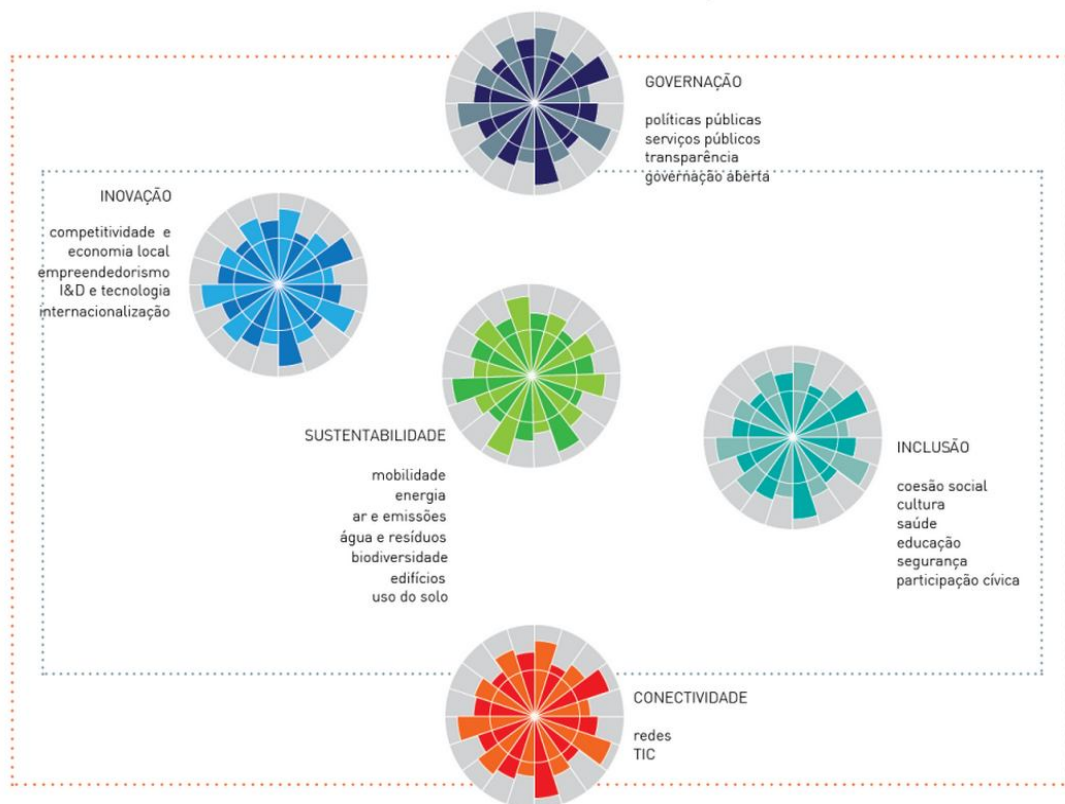 GOVERNAÇÃO
políticas públicas
serviços públicos
transparência
governação aberta
INOVAÇÃO
competitividade e
economia local
empreendedorismo
I&D e tecnologia
internacionalização
SUSTENTABILIDADE
mobilidade
energia
ar e emissões
água e resíduos
biodiversidade
edifícios
uso do solo
INCLUSÃO
coesão social
cultura
saúde
educação
segurança
participação cívica
CONECTIVIDADE
redes
TIC